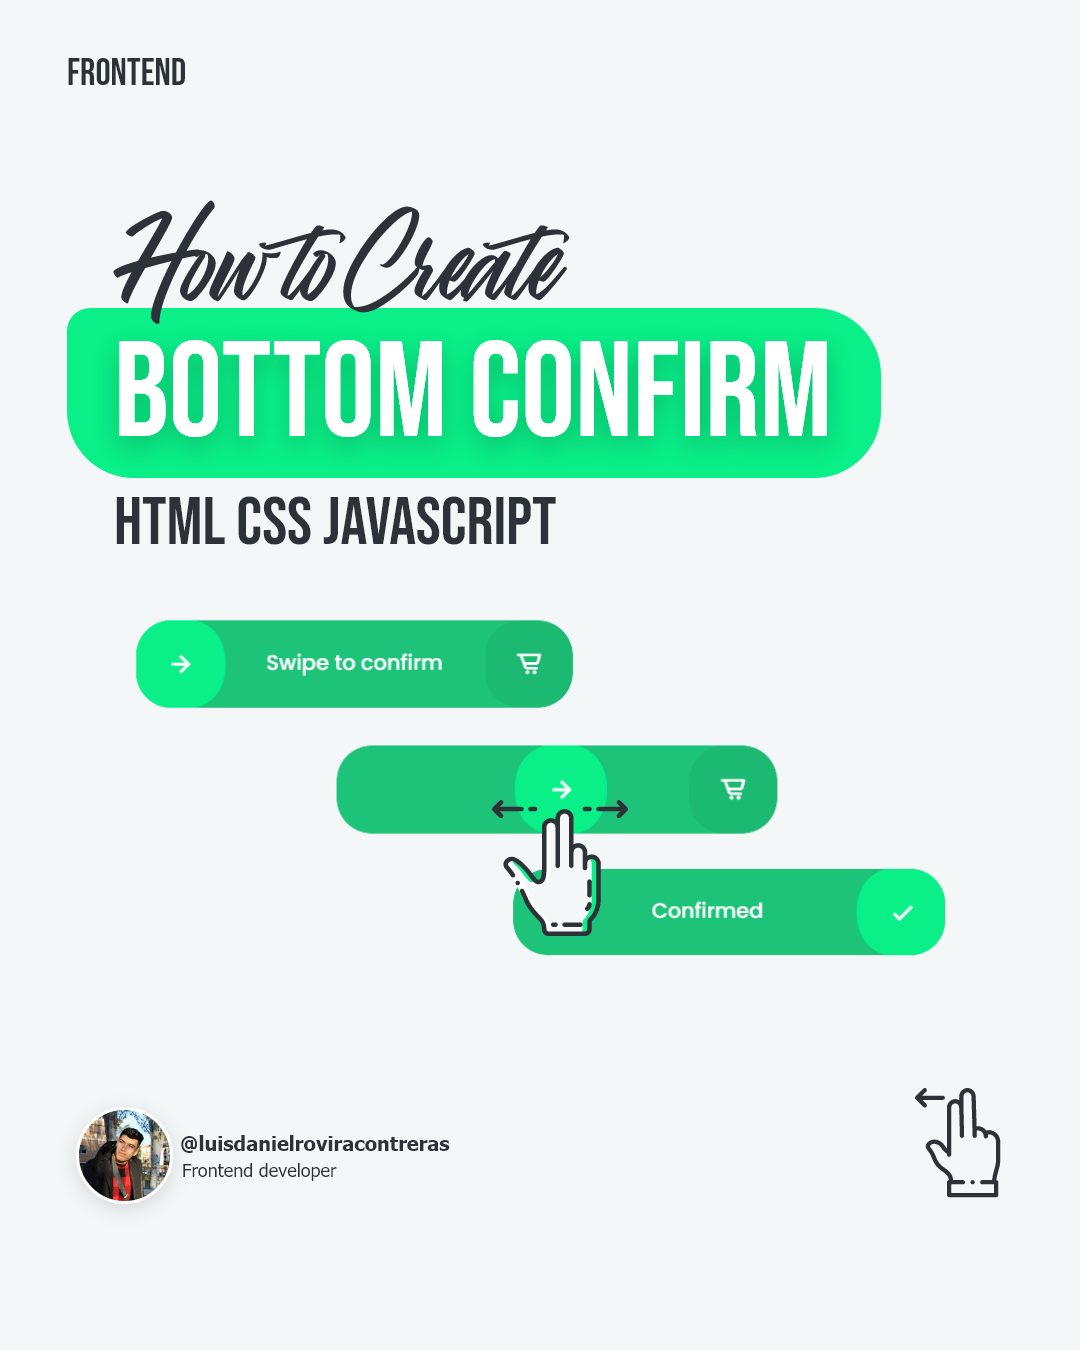 FRONTEND
How to Create
BOTTOM CONFIRM
HTML CSS JAVASCRIPT
Swipe to confirm
Confirmed
@luisdanielroviracontreras
Frontend developer